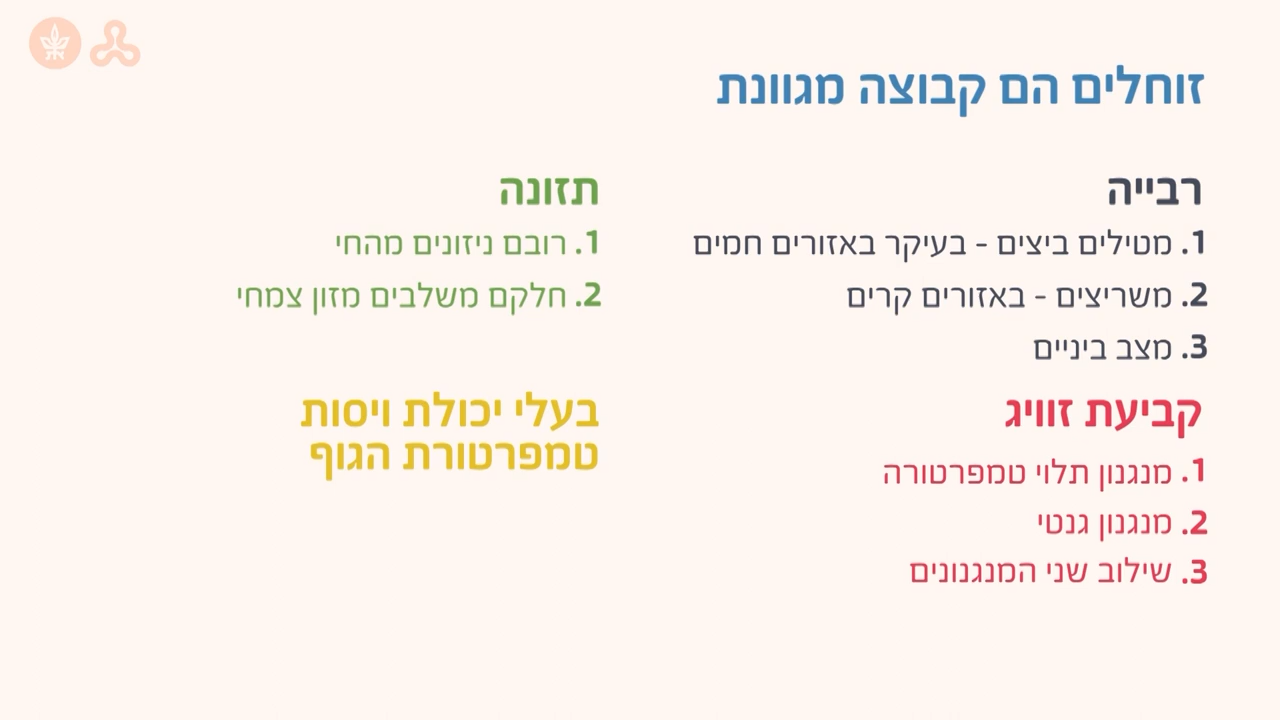 זוחלים הם קבוצה מגוונת
רבייה
1. מטילים ביצים - בעיקר באזורים חמים
2. משריצים - באזורים קרים
3. מצב ביניים
קביעת זוויג
1. מנגנון תלוי טמפרטורה
2. מנגנון גנטי
3. שילוב שני המנגנונים
תזונה
1. רובם ניזונים מהחי
2. חלקם משלבים מזון צמחי
בעלי יכולת ויסות
טמפרטורת הגוף